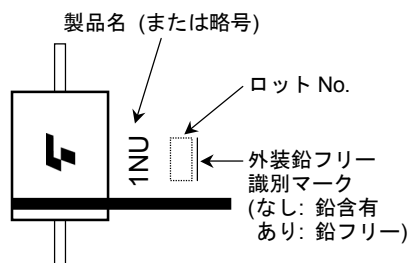 製品名 (または略号)
ロット No.
1NU
外装鉛フリー
識別マーク
(なし: 鉛含有
あり: 鉛フリー)